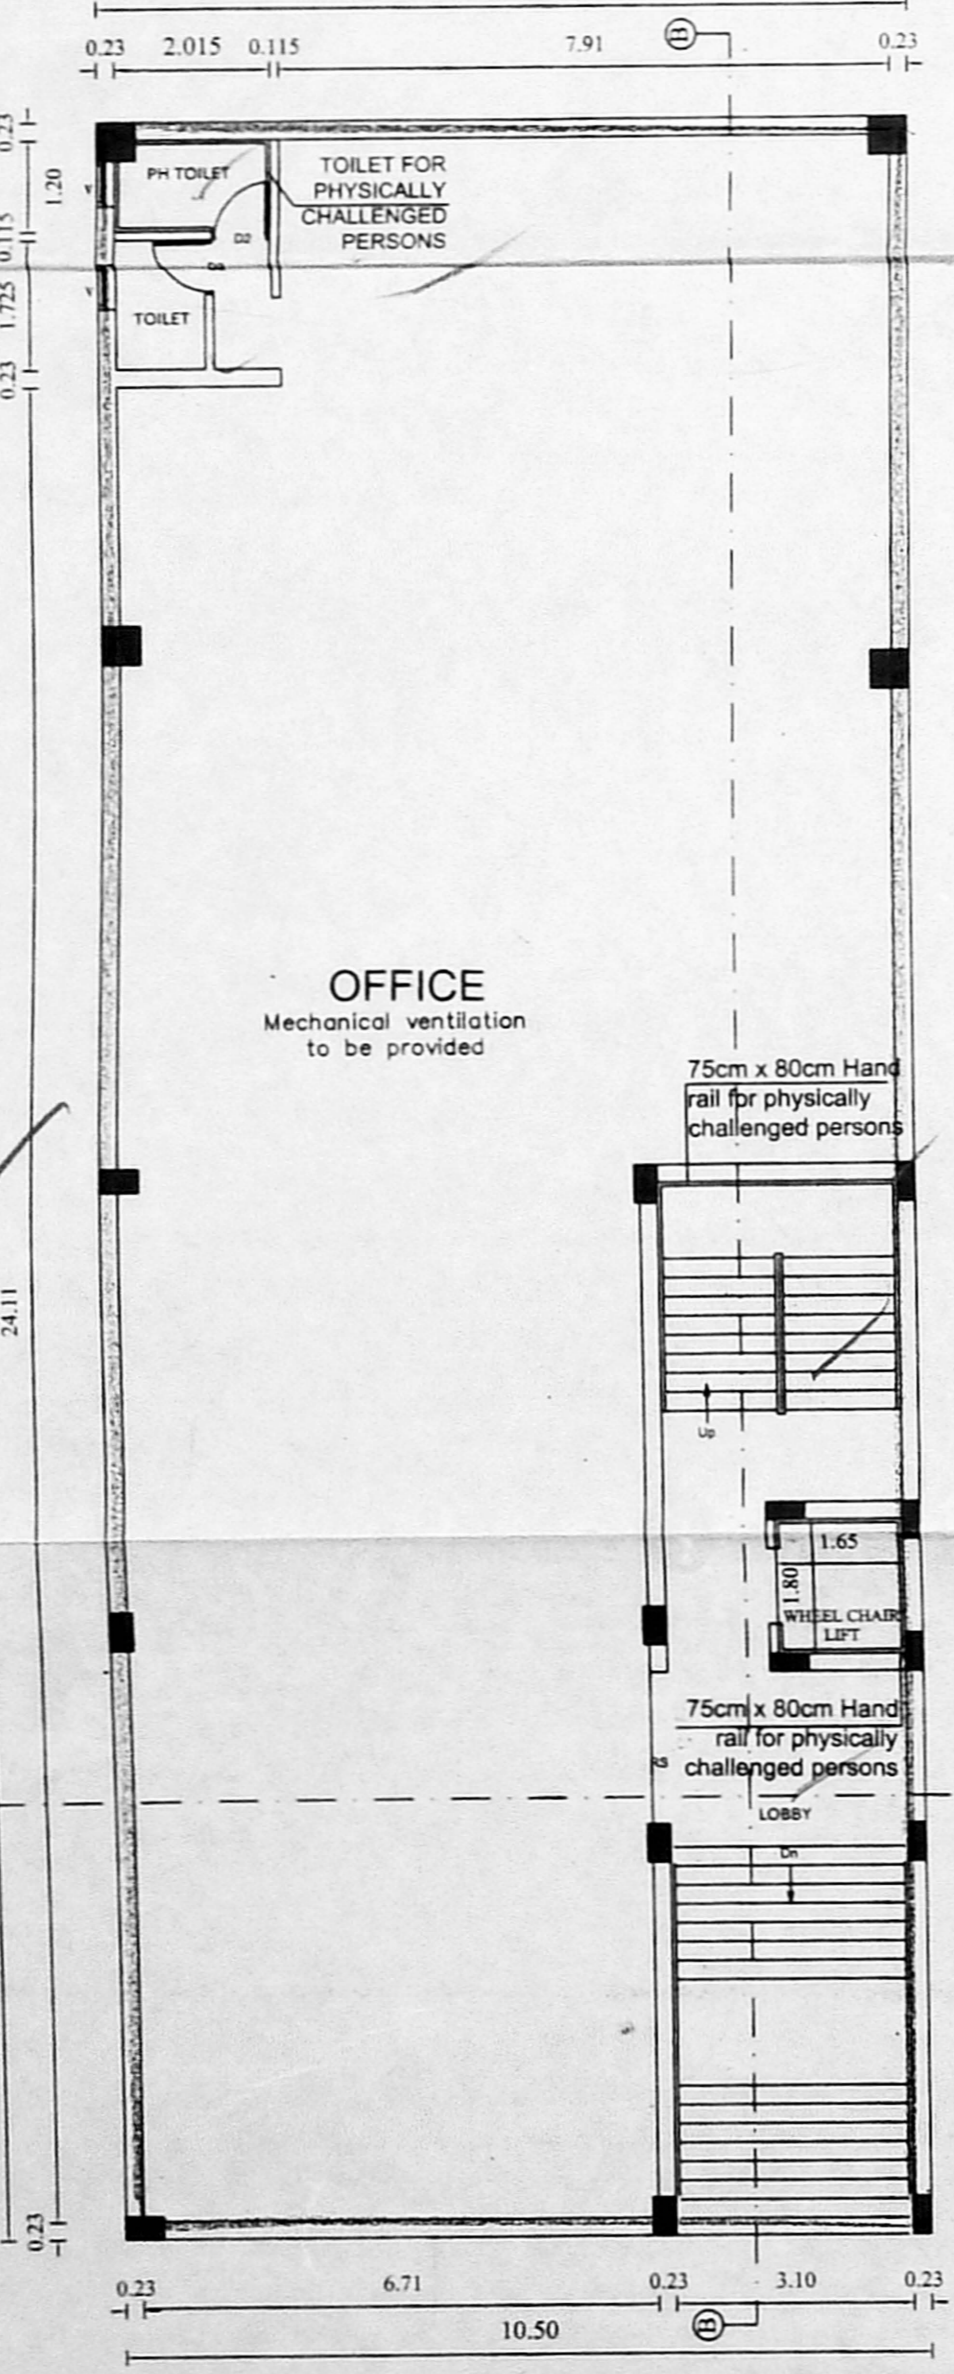 0.23 2.015 0.115 7.91 B 0.23
0.23
1.20
0.115
1.725
0.23
PH TOILET
TOILET FOR
PHYSICALLY
CHALLENGED
PERSONS
D2
TOILET
OFFICE
Mechanical ventilation
to be provided
75cm x 80cm Hand
rail for physically
challenged persons
24.11
Up
1.65
1.80
WHEEL CHAIR
LIFT
75cm x 80cm Hand
rail for physically
challenged persons
RS
LOBBY
Dn
0.23
0.23 6.71 0.23 3.10 0.23
10.50 B